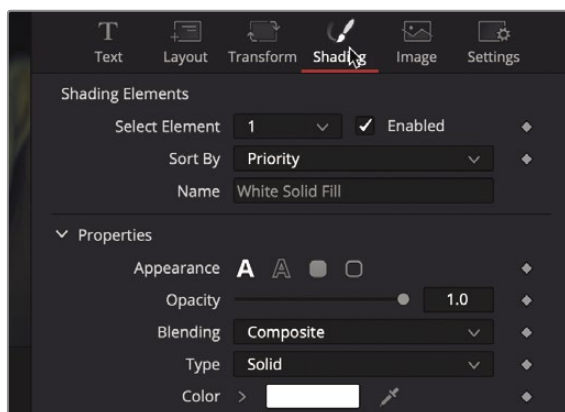 T
Text Layout Transform Shading Image Settings
Shading Elements
Select Element 1 Enabled
Sort By Priority
Name White Solid Fill
Properties
Appearance A A
Opacity 1.0
Blending Composite
Type Solid
Color